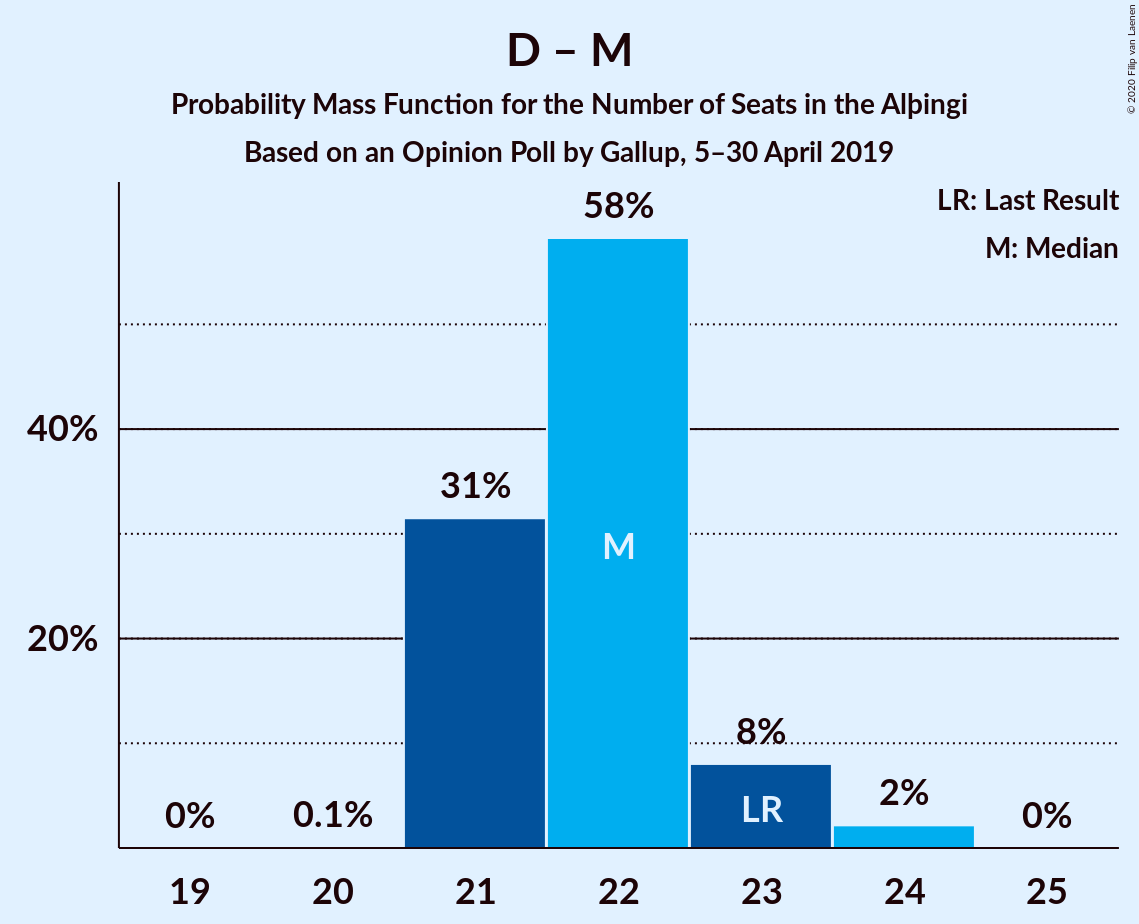 D – M
Probability Mass Function for the Number of Seats in the Alþingi
Based on an Opinion Poll by Gallup, 5–30 April 2019
© 2020 Filip van Laenen
LR: Last Result
M: Median
58%
40%
31%
M
20%
8%
LR
2%
0%
0.1%
0%
19 20 21 22 23 24 25